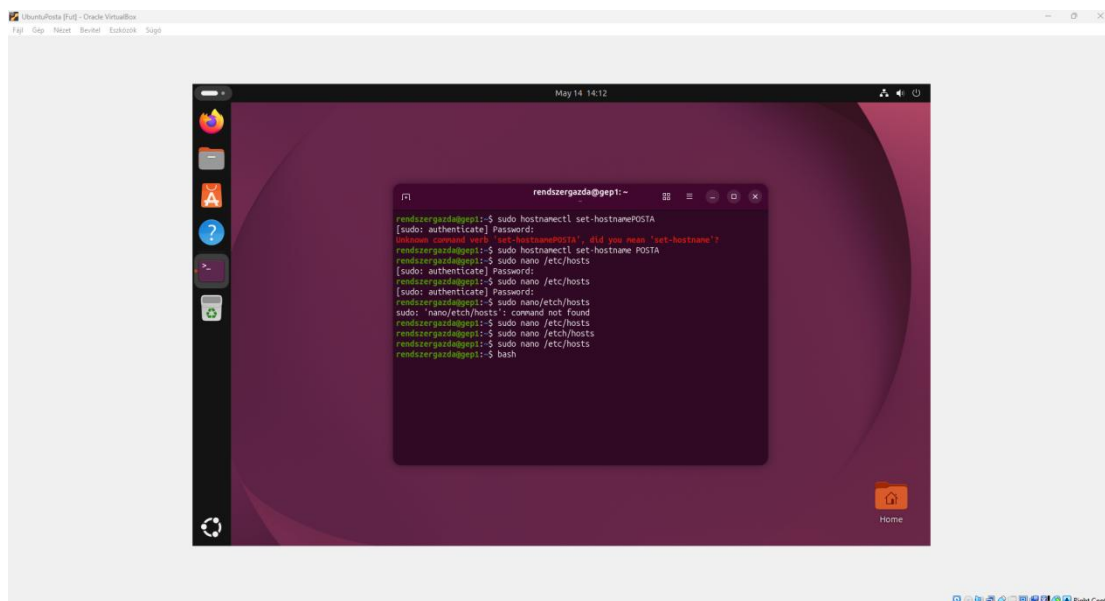 UbuntuPosta [Fut] - Oracle VirtualBox
Fájl Gép Nézet Bevitel Eszközök Súgó
May 14 14:12
rendszergazda@gep1: ~
rendszergazda@gep1:~$ sudo hostnamectl set-hostnamePOSTA
[sudo: authenticate] Password:
Unknown command verb 'set-hostnamePOSTA', did you mean 'set-hostname'?
rendszergazda@gep1:~$ sudo hostnamectl set-hostname POSTA
rendszergazda@gep1:~$ sudo nano /etc/hosts
[sudo: authenticate] Password:
rendszergazda@gep1:~$ sudo nano /etc/hosts
[sudo: authenticate] Password:
rendszergazda@gep1:~$ sudo nano/etch/hosts
sudo: 'nano/etch/hosts': command not found
rendszergazda@gep1:~$ sudo nano /etc/hosts
rendszergazda@gep1:~$ sudo nano /etch/hosts
rendszergazda@gep1:~$ sudo nano /etc/hosts
rendszergazda@gep1:~$ bash
Home
Right Cont